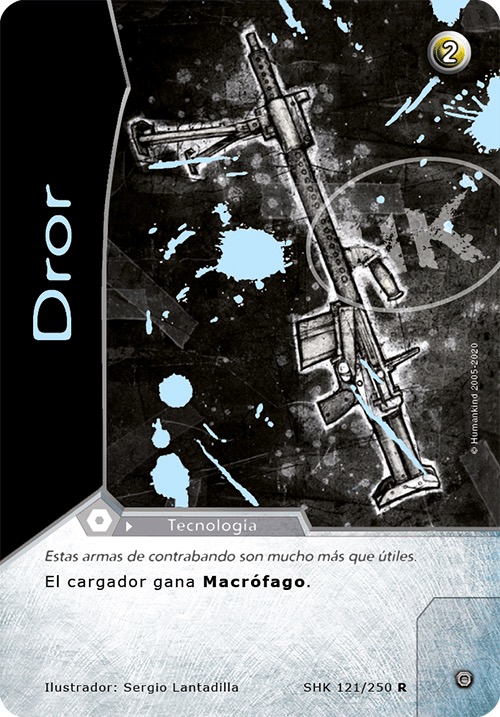 2
Dror
HK
© Humankind 2005-2020
Tecnología
Estas armas de contrabando son mucho más que útiles.
El cargador gana Macrófago.
Ilustrador: Sergio Lantadilla
SHK 121/250 R